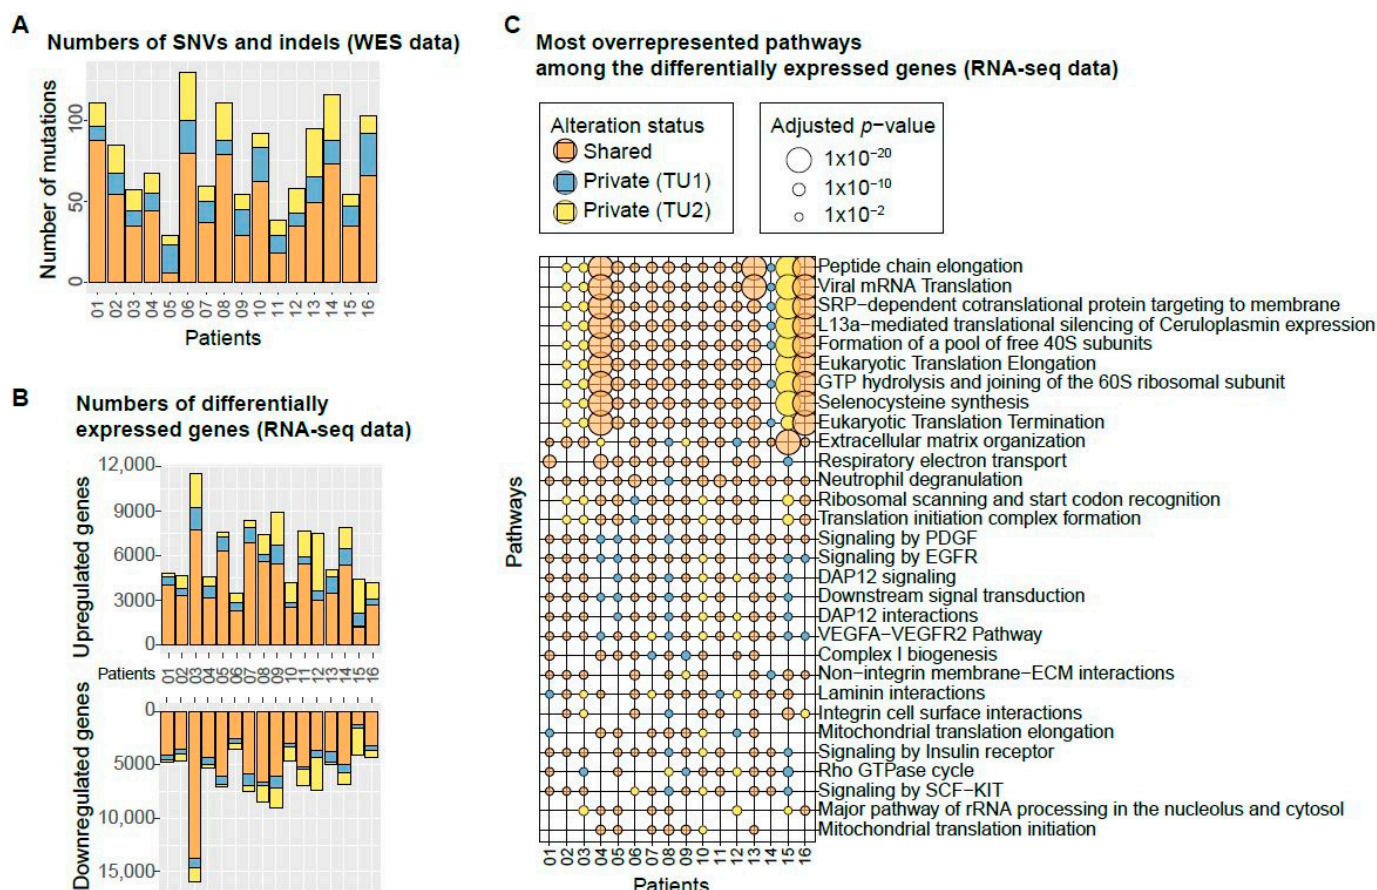 A
Numbers of SNVs and indels (WES data)
Number of mutations
100
50
0
01 02 03 04 05 06 07 08 09 10 11 12 13 14 15 16
Patients
B
Numbers of differentially
expressed genes (RNA-seq data)
Upregulated genes
12,000
9000
6000
3000
0
Patients 01 02 03 04 05 06 07 08 09 10 11 12 13 14 15 16
Downregulated genes
0
5000
10,000
15,000
C
Most overrepresented pathways
among the differentially expressed genes (RNA-seq data)
Alteration status
Shared
Private (TU1)
Private (TU2)
Adjusted p−value
1x10−20
1x10−10
1x10−2
Pathways
Peptide chain elongation
Viral mRNA Translation
SRP−dependent cotranslational protein targeting to membrane
L13a−mediated translational silencing of Ceruloplasmin expression
Formation of a pool of free 40S subunits
Eukaryotic Translation Elongation
GTP hydrolysis and joining of the 60S ribosomal subunit
Selenocysteine synthesis
Eukaryotic Translation Termination
Extracellular matrix organization
Respiratory electron transport
Neutrophil degranulation
Ribosomal scanning and start codon recognition
Translation initiation complex formation
Signaling by PDGF
Signaling by EGFR
DAP12 signaling
Downstream signal transduction
DAP12 interactions
VEGFA−VEGFR2 Pathway
Complex I biogenesis
Non−integrin membrane−ECM interactions
Laminin interactions
Integrin cell surface interactions
Mitochondrial translation elongation
Signaling by Insulin receptor
Rho GTPase cycle
Signaling by SCF−KIT
Major pathway of rRNA processing in the nucleolus and cytosol
Mitochondrial translation initiation
01 02 03 04 05 06 07 08 09 10 11 12 13 14 15 16
Patients